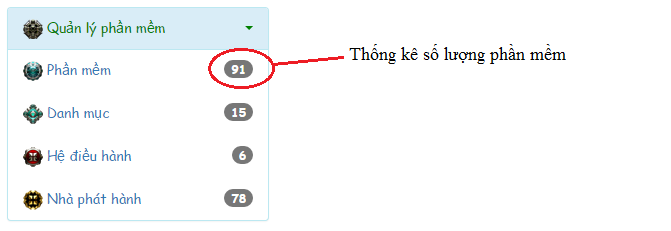 Quản lý phần mềm
Phần mềm 91
Thống kê số lượng phần mềm
Danh mục 15
Hệ điều hành 6
Nhà phát hành 78